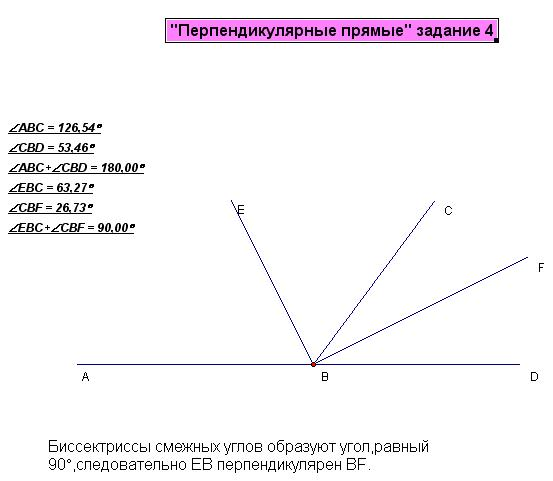 "Перпендикулярные прямые" задание 4
∠ABC = 126,54°
∠CBD = 53,46°
∠ABC+∠CBD = 180,00°
∠EBC = 63,27°
∠CBF = 26,73°
∠EBC+∠CBF = 90,00°
E
C
F
A
B
D
Биссектриссы смежных углов образуют угол,равный
90°,следовательно EB перпендикулярен BF.